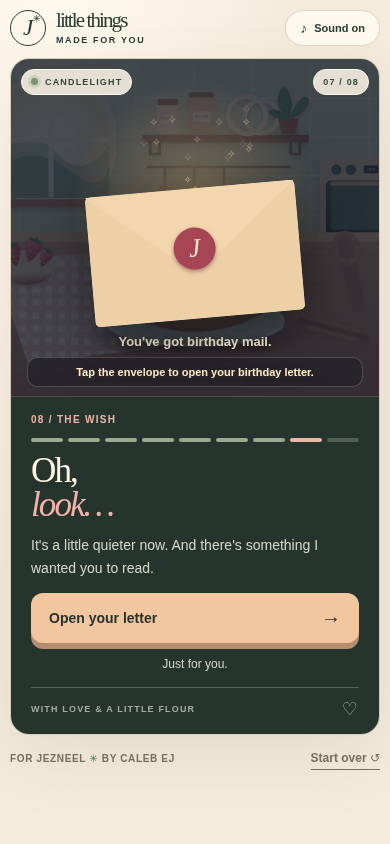 J
little things
MADE FOR YOU
♪ Sound on
CANDLELIGHT
07 / 08
J
You've got birthday mail.
Tap the envelope to open your birthday letter.
08 / THE WISH
Oh,
look…
It's a little quieter now. And there's something I
wanted you to read.
Open your letter →
Just for you.
WITH LOVE & A LITTLE FLOUR ♡
FOR JEZNEEL ✳ BY CALEB EJ
Start over ↺